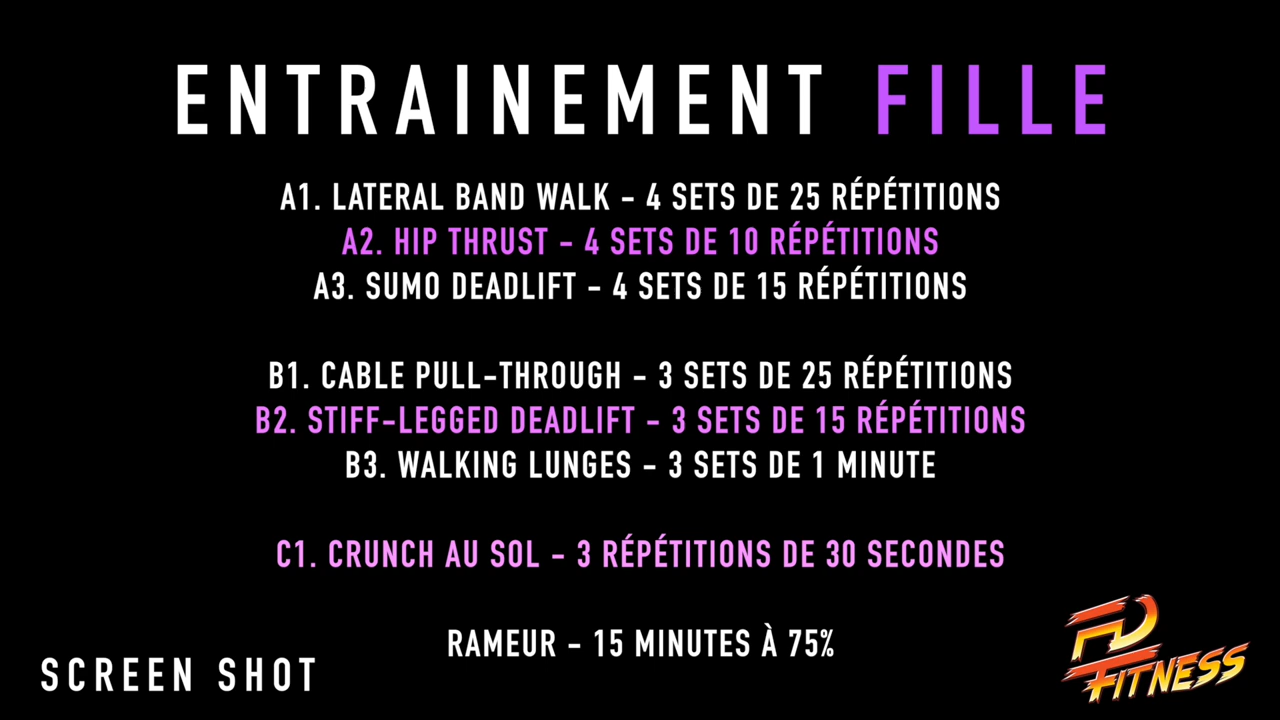 ENTRAINEMENT FILLE
A1. LATERAL BAND WALK - 4 SETS DE 25 RÉPÉTITIONS
A2. HIP THRUST - 4 SETS DE 10 RÉPÉTITIONS
A3. SUMO DEADLIFT - 4 SETS DE 15 RÉPÉTITIONS
B1. CABLE PULL-THROUGH - 3 SETS DE 25 RÉPÉTITIONS
B2. STIFF-LEGGED DEADLIFT - 3 SETS DE 15 RÉPÉTITIONS
B3. WALKING LUNGES - 3 SETS DE 1 MINUTE
C1. CRUNCH AU SOL - 3 RÉPÉTITIONS DE 30 SECONDES
RAMEUR - 15 MINUTES À 75%
SCREEN SHOT
FD
FITNESS